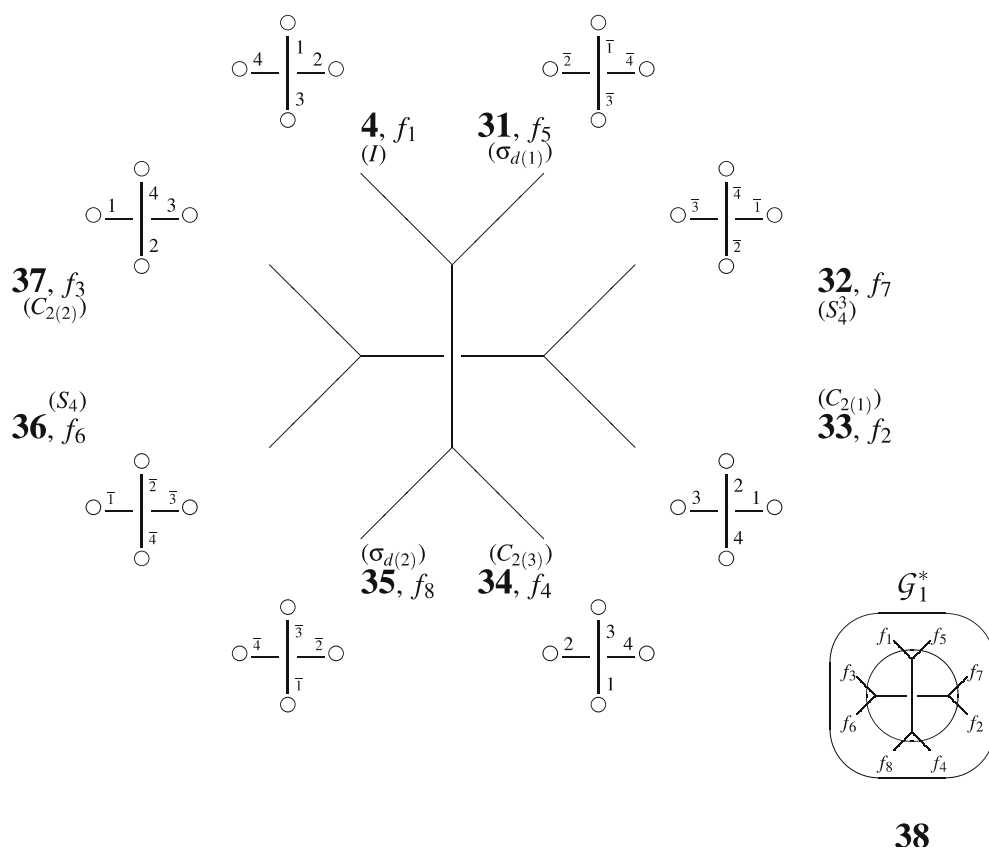 1
4 2
3
1̅
2̅ 4̅
3̅
4, f₁ 31, f₅
(I) (σd(1))
4
1 3
2
4̅
3̅ 1̅
2̅
37, f₃ 32, f₇
(C2(2)) (S₄³)
(S₄) (C2(1))
36, f₆ 33, f₂
2̅
1̅ 3̅
4̅
2
3 1
4
(σd(2)) (C2(3))
35, f₈ 34, f₄
3̅
4̅ 2̅
1̅
3
2 4
1
𝒢₁*
f₁ f₅
f₃ f₇
f₆ f₂
f₈ f₄
38